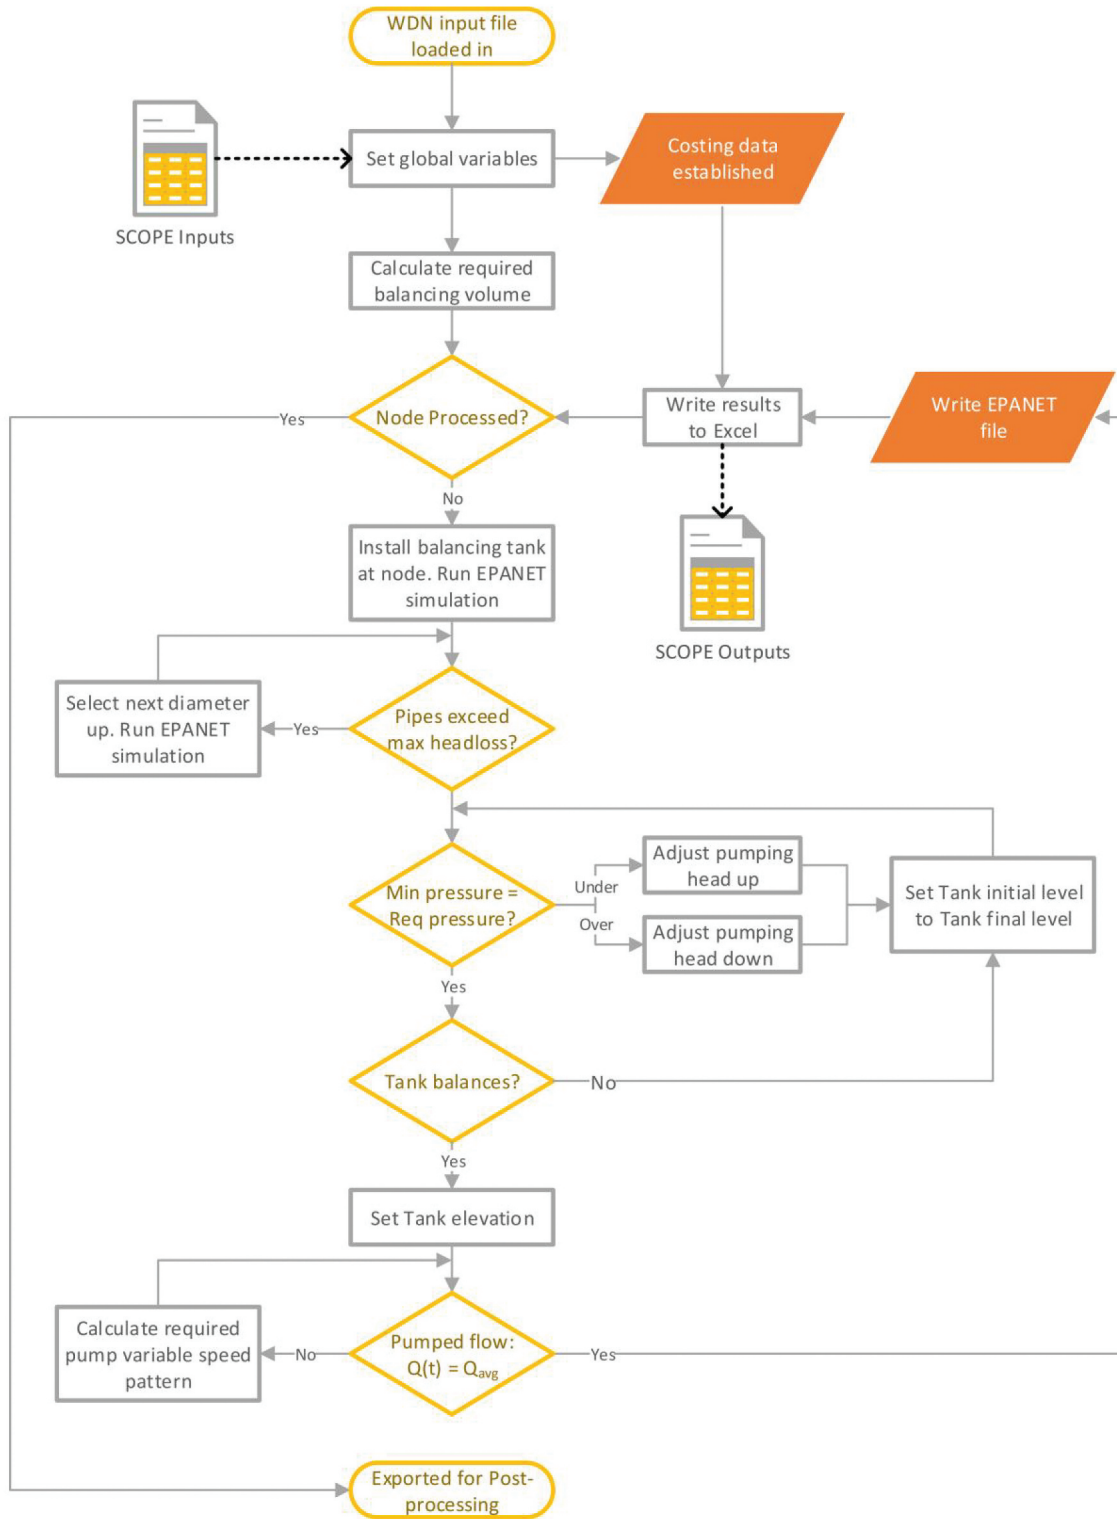 WDN input file
loaded in
Set global variables
Costing data
established
SCOPE Inputs
Calculate required
balancing volume
Yes
Node Processed?
Write results
to Excel
Write EPANET
file
No
Install balancing tank
at node. Run EPANET
simulation
SCOPE Outputs
Select next diameter
up. Run EPANET
simulation
Yes
Pipes exceed
max headloss?
Min pressure =
Req pressure?
Under
Over
Adjust pumping
head up
Adjust pumping
head down
Set Tank initial level
to Tank final level
Yes
Tank balances?
No
Yes
Set Tank elevation
Calculate required
pump variable speed
pattern
No
Pumped flow:
Q(t) = Qavg
Yes
Exported for Post-
processing